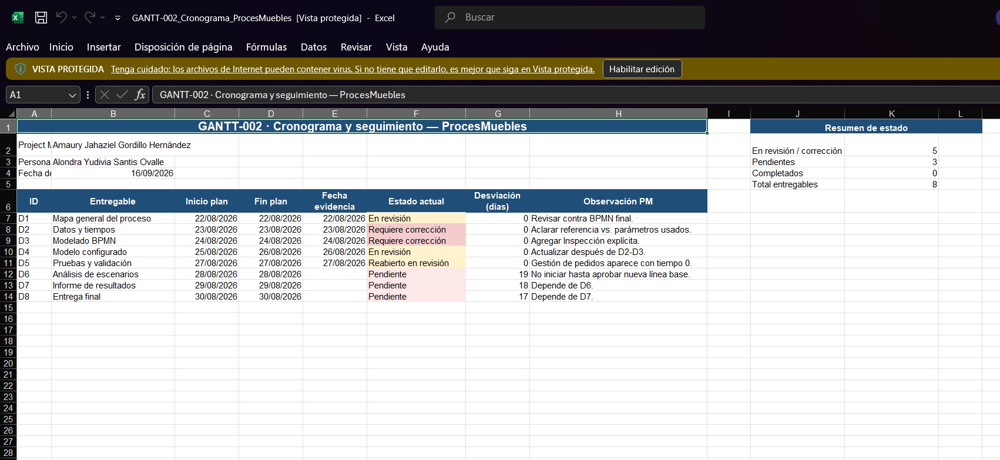 GANTT-002_Cronograma_ProcesMuebles [Vista protegida] - Excel
Buscar
Archivo Inicio Insertar Disposición de página Fórmulas Datos Revisar Vista Ayuda
VISTA PROTEGIDA Tenga cuidado: los archivos de Internet pueden contener virus. Si no tiene que editarlo, es mejor que siga en Vista protegida. Habilitar edición
A1 fx GANTT-002 · Cronograma y seguimiento — ProcesMuebles
A B C D E F G H I J K L
1 GANTT-002 · Cronograma y seguimiento — ProcesMuebles Resumen de estado
2 Project M Amaury Jahaziel Gordillo Hernández En revisión / corrección 5
3 Persona Alondra Yudivia Santis Ovalle Pendientes 3
4 Fecha de 16/09/2026 Completados 0
5 Total entregables 8
6 ID Entregable Inicio plan Fin plan Fecha evidencia Estado actual Desviación (días) Observación PM
7 D1 Mapa general del proceso 22/08/2026 22/08/2026 22/08/2026 En revisión 0 Revisar contra BPMN final.
8 D2 Datos y tiempos 23/08/2026 23/08/2026 23/08/2026 Requiere corrección 0 Aclarar referencia vs. parámetros usados.
9 D3 Modelado BPMN 24/08/2026 24/08/2026 24/08/2026 Requiere corrección 0 Agregar Inspección explícita.
10 D4 Modelo configurado 25/08/2026 26/08/2026 26/08/2026 En revisión 0 Actualizar después de D2-D3.
11 D5 Pruebas y validación 27/08/2026 27/08/2026 27/08/2026 Reabierto en revisión 0 Gestión de pedidos aparece con tiempo 0.
12 D6 Análisis de escenarios 28/08/2026 28/08/2026 Pendiente 19 No iniciar hasta aprobar nueva línea base.
13 D7 Informe de resultados 29/08/2026 29/08/2026 Pendiente 18 Depende de D6.
14 D8 Entrega final 30/08/2026 30/08/2026 Pendiente 17 Depende de D7.
15
16
17
18
19
20
21
22
23
24
25
26
27
28